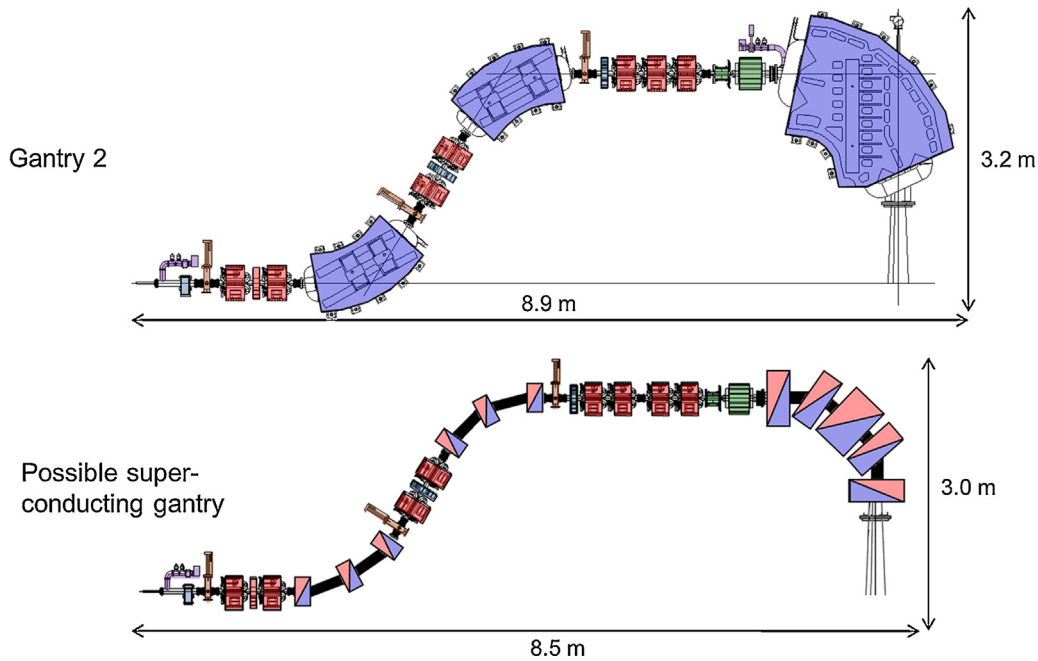 Gantry 2
3.2 m
8.9 m
Possible super-
conducting gantry
3.0 m
8.5 m